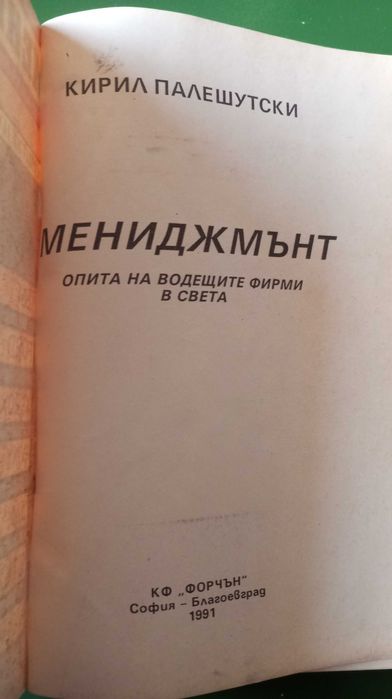 КИРИЛ ПАЛЕШУТСКИ
МЕНИДЖМЪНТ
ОПИТА НА ВОДЕЩИТЕ ФИРМИ
В СВЕТА
КФ „ФОРЧЪН"
София – Благоевград
1991